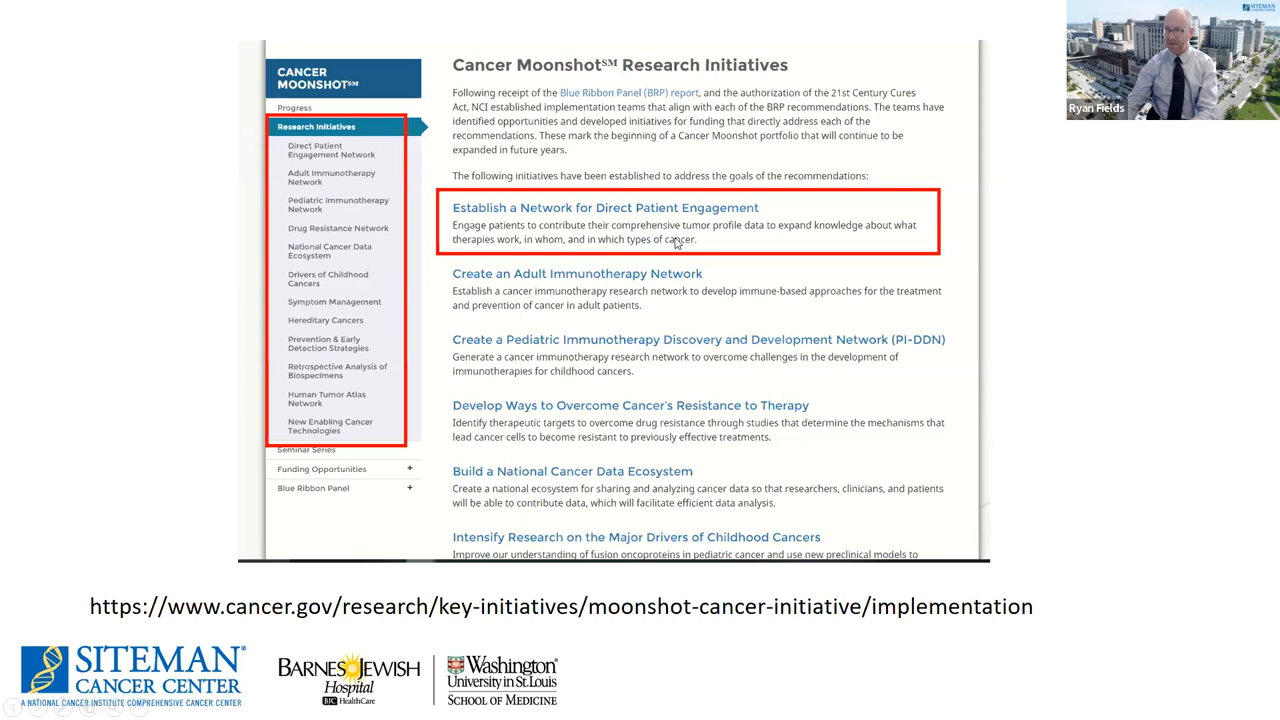 CANCER
MOONSHOT℠
Progress
Research Initiatives
Direct Patient
Engagement Network
Adult Immunotherapy
Network
Pediatric Immunotherapy
Network
Drug Resistance Network
National Cancer Data
Ecosystem
Drivers of Childhood
Cancers
Symptom Management
Hereditary Cancers
Prevention & Early
Detection Strategies
Retrospective Analysis of
Biospecimens
Human Tumor Atlas
Network
New Enabling Cancer
Technologies
Seminar Series
Funding Opportunities +
Blue Ribbon Panel +
Cancer Moonshot℠ Research Initiatives
Following receipt of the Blue Ribbon Panel (BRP) report, and the authorization of the 21st Century Cures
Act, NCI established implementation teams that align with each of the BRP recommendations. The teams have
identified opportunities and developed initiatives for funding that directly address each of the
recommendations. These mark the beginning of a Cancer Moonshot portfolio that will continue to be
expanded in future years.
The following initiatives have been established to address the goals of the recommendations:
Establish a Network for Direct Patient Engagement
Engage patients to contribute their comprehensive tumor profile data to expand knowledge about what
therapies work, in whom, and in which types of cancer.
Create an Adult Immunotherapy Network
Establish a cancer immunotherapy research network to develop immune-based approaches for the treatment
and prevention of cancer in adult patients.
Create a Pediatric Immunotherapy Discovery and Development Network (PI-DDN)
Generate a cancer immunotherapy research network to overcome challenges in the development of
immunotherapies for childhood cancers.
Develop Ways to Overcome Cancer's Resistance to Therapy
Identify therapeutic targets to overcome drug resistance through studies that determine the mechanisms that
lead cancer cells to become resistant to previously effective treatments.
Build a National Cancer Data Ecosystem
Create a national ecosystem for sharing and analyzing cancer data so that researchers, clinicians, and patients
will be able to contribute data, which will facilitate efficient data analysis.
Intensify Research on the Major Drivers of Childhood Cancers
Improve our understanding of fusion oncoproteins in pediatric cancer and use new preclinical models to
SITEMAN
CANCER CENTER
Ryan Fields
https://www.cancer.gov/research/key-initiatives/moonshot-cancer-initiative/implementation
SITEMAN®
CANCER CENTER
A NATIONAL CANCER INSTITUTE COMPREHENSIVE CANCER CENTER
BARNES JEWISH
Hospital
BJC HealthCare
Washington
University in St. Louis
SCHOOL OF MEDICINE